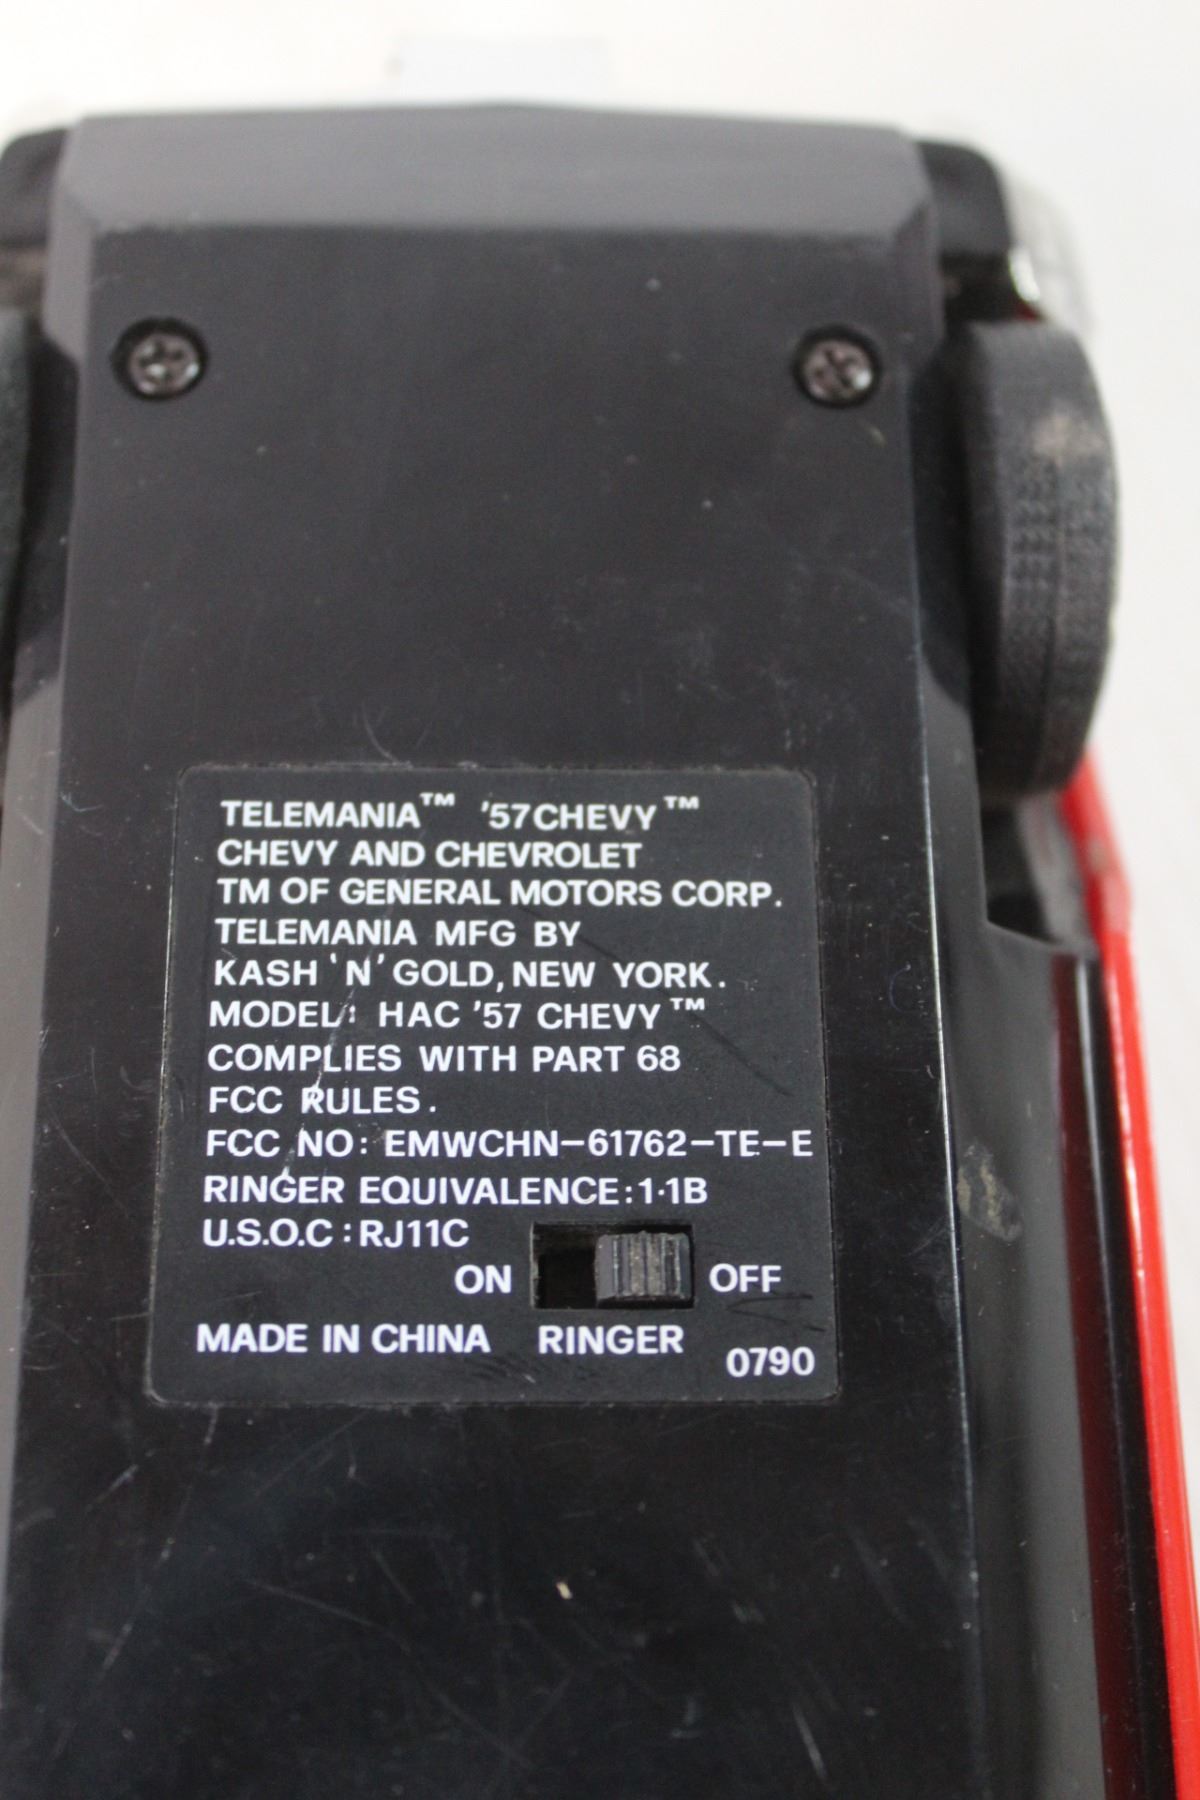 TELEMANIA™ '57CHEVY™
CHEVY AND CHEVROLET
TM OF GENERAL MOTORS CORP.
TELEMANIA MFG BY
KASH 'N' GOLD, NEW YORK.
MODEL: HAC '57 CHEVY™
COMPLIES WITH PART 68
FCC RULES.
FCC NO: EMWCHN-61762-TE-E
RINGER EQUIVALENCE:1·1B
U.S.O.C:RJ11C
ON OFF
MADE IN CHINA RINGER
0790